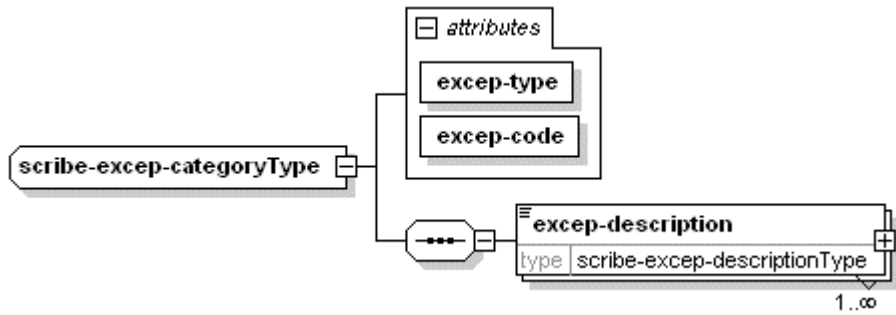 attributes
excep-type
excep-code
scribe-excep-categoryType
excep-description
type scribe-excep-descriptionType
1..∞